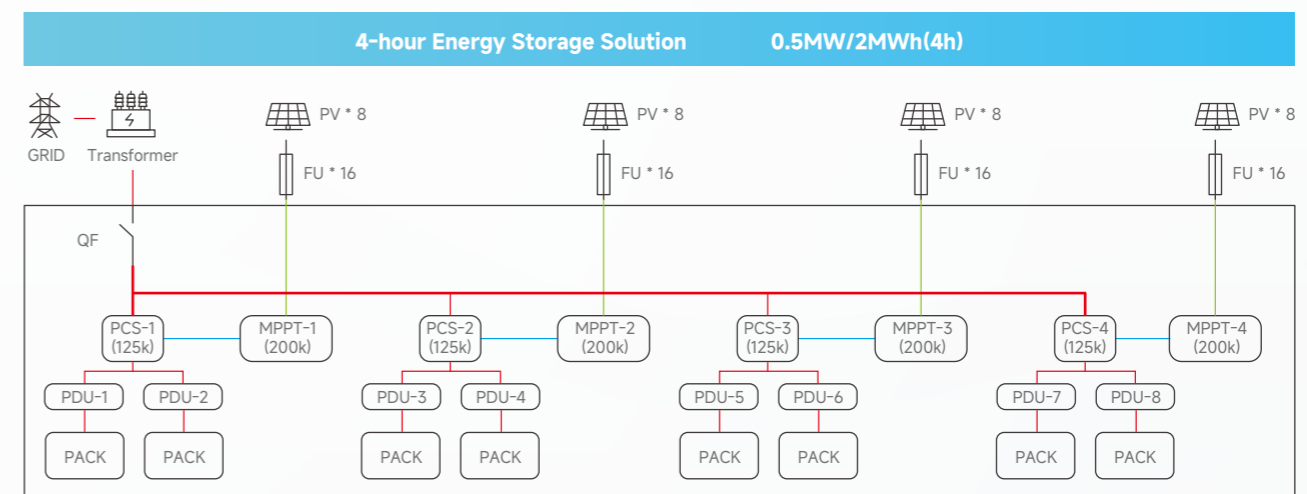 4-hour Energy Storage Solution 0.5MW/2MWh(4h)
GRID
Transformer
PV * 8
PV * 8
PV * 8
PV * 8
FU * 16
FU * 16
FU * 16
FU * 16
QF
PCS-1
(125k)
MPPT-1
(200k)
PCS-2
(125k)
MPPT-2
(200k)
PCS-3
(125k)
MPPT-3
(200k)
PCS-4
(125k)
MPPT-4
(200k)
PDU-1
PDU-2
PDU-3
PDU-4
PDU-5
PDU-6
PDU-7
PDU-8
PACK
PACK
PACK
PACK
PACK
PACK
PACK
PACK